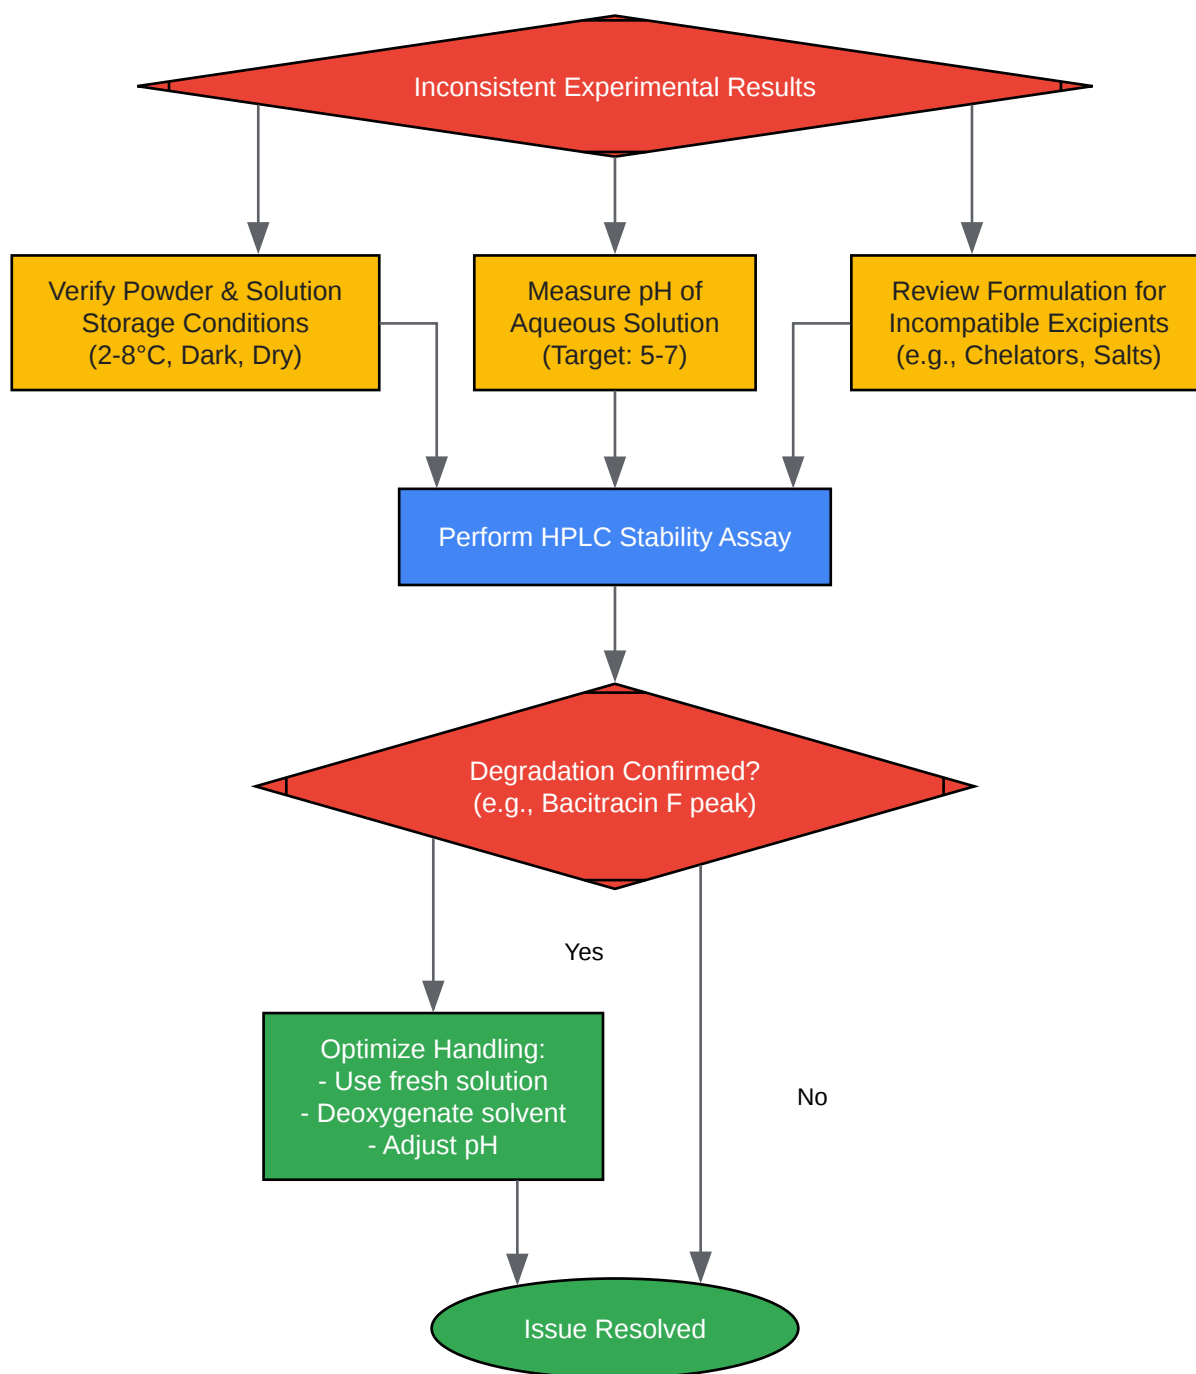 Inconsistent Experimental Results
Verify Powder & Solution
Storage Conditions
(2-8°C, Dark, Dry)
Measure pH of
Aqueous Solution
(Target: 5-7)
Review Formulation for
Incompatible Excipients
(e.g., Chelators, Salts)
Perform HPLC Stability Assay
Degradation Confirmed?
(e.g., Bacitracin F peak)
Yes
Optimize Handling:
- Use fresh solution
- Deoxygenate solvent
- Adjust pH
No
Issue Resolved